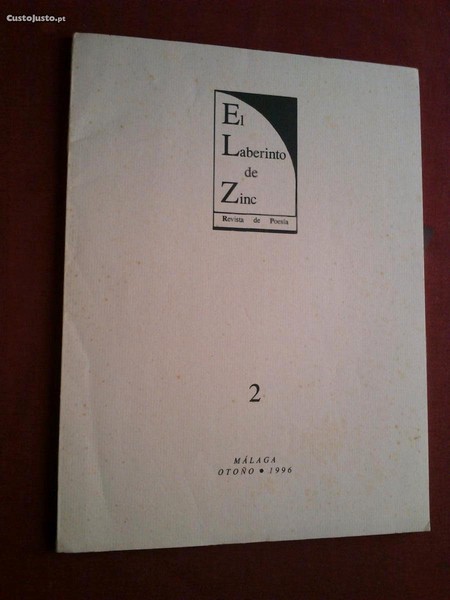 CustoJusto.pt
El
Laberinto
de
Zinc
Revista de Poesía
2
MÁLAGA
OTOÑO • 1996